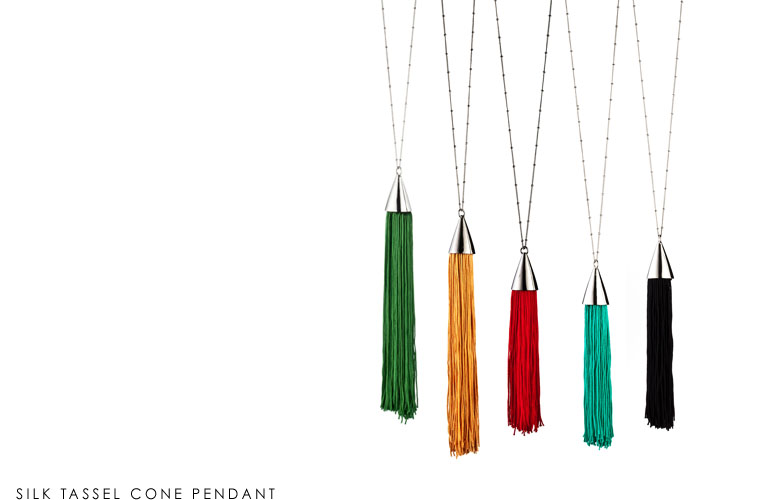 SILK TASSEL CONE PENDANT